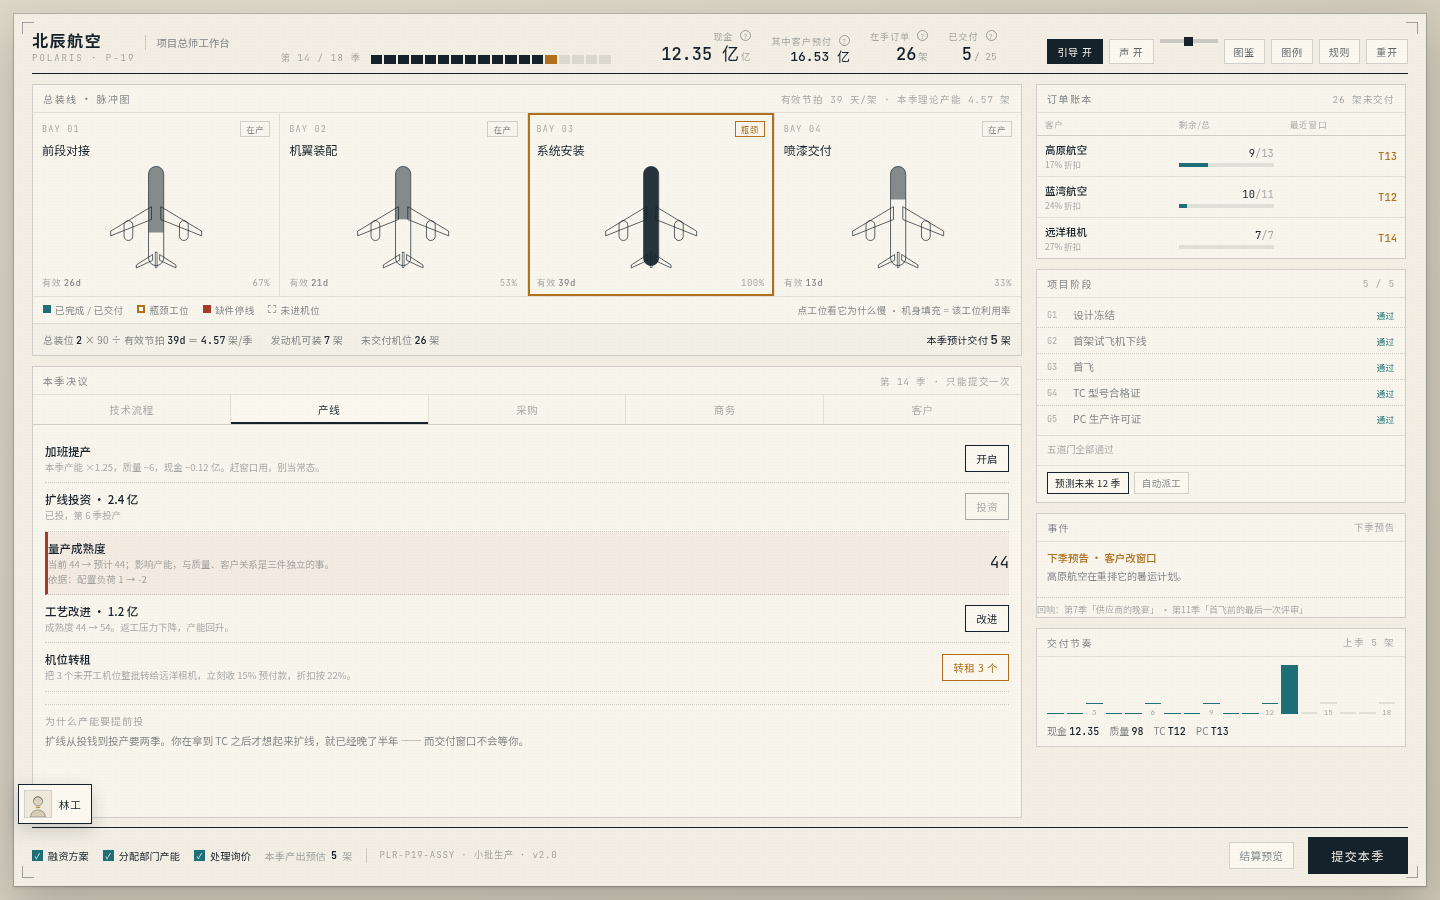 北辰航空
POLARIS · P-19
项目总师工作台
第 14 / 18 季
现金 ?
12.35 亿亿
其中客户预付 ?
16.53 亿
在手订单 ?
26架
已交付 ?
5/ 25
引导 开
声 开
图鉴
图例
规则
重开
总装线 · 脉冲图
有效节拍 39 天/架 · 本季理论产能 4.57 架
BAY 01
在产
前段对接
有效 26d
67%
BAY 02
在产
机翼装配
有效 21d
53%
BAY 03
瓶颈
系统安装
有效 39d
100%
BAY 04
在产
喷漆交付
有效 13d
33%
已完成 / 已交付
瓶颈工位
缺件停线
未进机位
点工位看它为什么慢 · 机身填充 = 该工位利用率
总装位 2 × 90 ÷ 有效节拍 39d = 4.57 架/季
发动机可装 7 架
未交付机位 26 架
本季预计交付 5 架
本季决议
第 14 季 · 只能提交一次
技术流程
产线
采购
商务
客户
加班提产
本季产能 ×1.25，质量 −6，现金 −0.12 亿。赶窗口用，别当常态。
开启
扩线投资 · 2.4 亿
已投，第 6 季投产
投资
量产成熟度
当前 44 → 预计 44；影响产能，与质量、客户关系是三件独立的事。
依据：配置负荷 1 → -2
44
工艺改进 · 1.2 亿
成熟度 44 → 54。返工压力下降，产能回升。
改进
机位转租
把 3 个未开工机位整批转给远洋租机，立刻收 15% 预付款，折扣按 22%。
转租 3 个
为什么产能要提前投
扩线从投钱到投产要两季。你在拿到 TC 之后才想起来扩线，就已经晚了半年 —— 而交付窗口不会等你。
林工
融资方案
分配部门产能
处理询价
本季产出预估 5 架
PLR-P19-ASSY · 小批生产 · v2.0
结算预览
提交本季
订单账本
26 架未交付
客户
剩余/总
最近窗口
高原航空
17% 折扣
9/13
T13
蓝湾航空
24% 折扣
10/11
T12
远洋租机
27% 折扣
7/7
T14
项目阶段
5 / 5
G1 设计冻结 通过
G2 首架试飞机下线 通过
G3 首飞 通过
G4 TC 型号合格证 通过
G5 PC 生产许可证 通过
五道门全部通过
预测未来 12 季
自动派工
事件
下季预告
下季预告 · 客户改窗口
高原航空在重排它的暑运计划。
回响：第7季「供应商的晚宴」 · 第11季「首飞前的最后一次评审」
交付节奏
上季 5 架
3 6 9 12 15 18
现金 12.35 质量 98 TC T12 PC T13